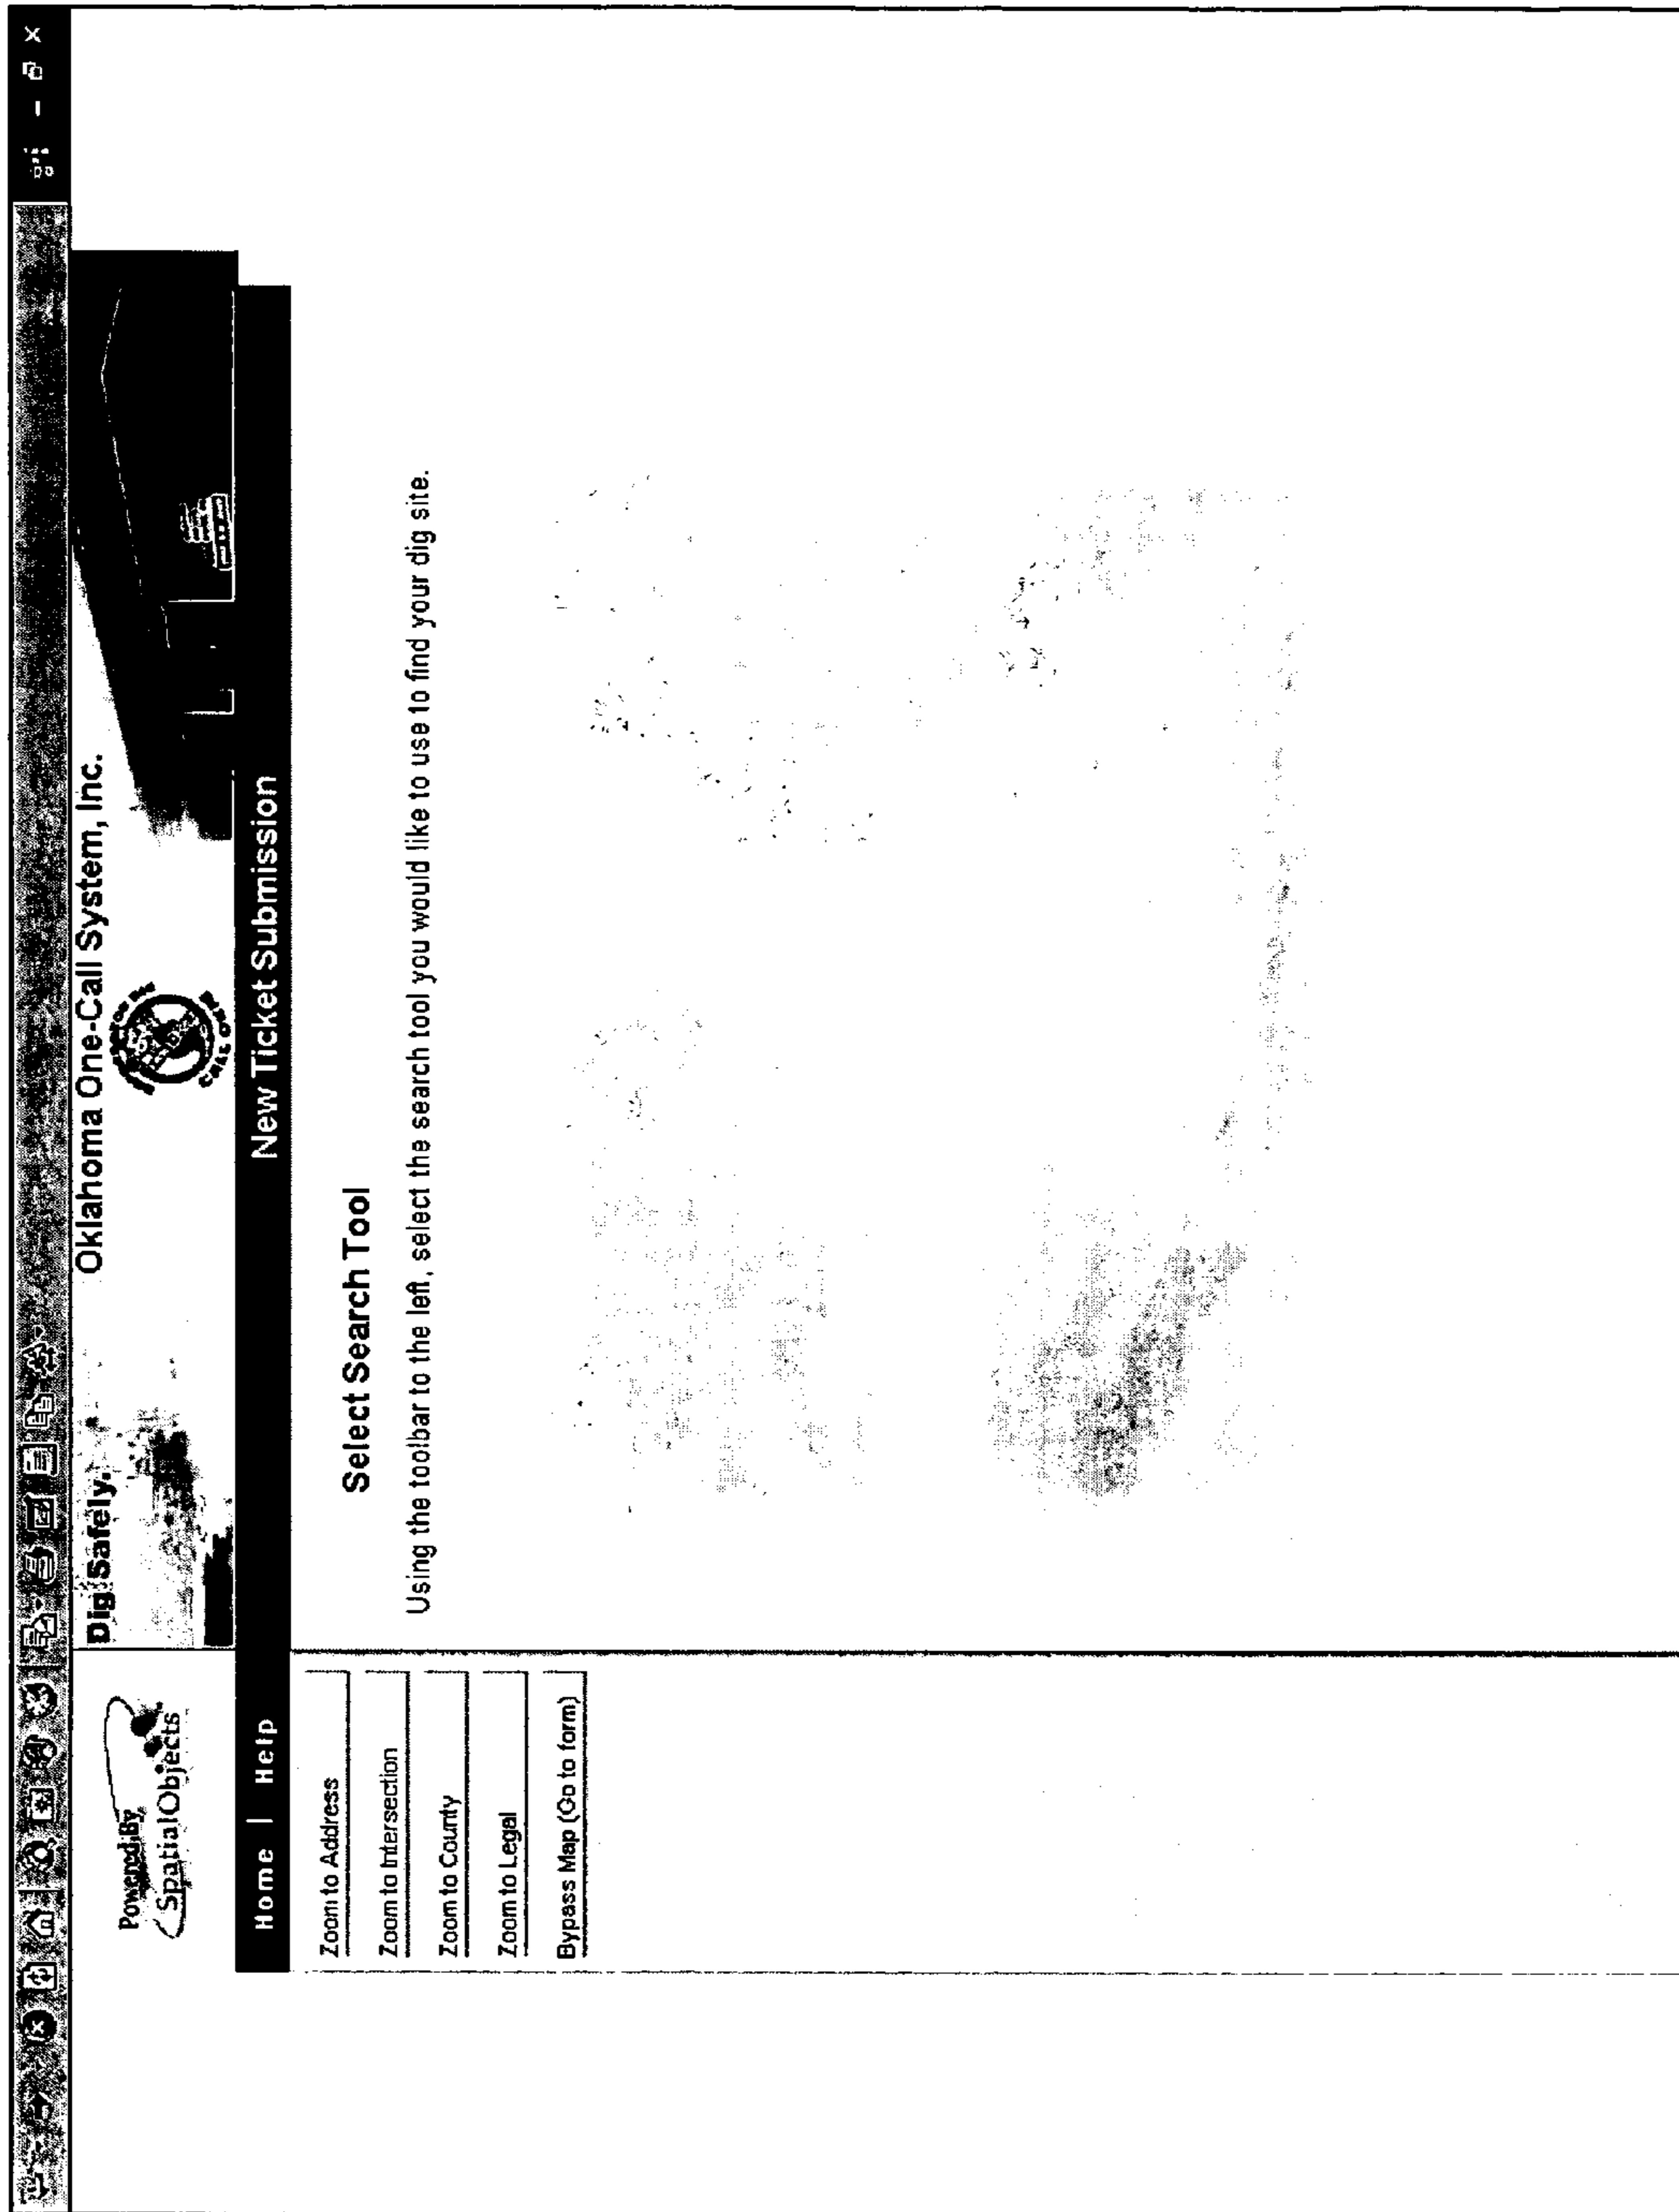 Dig Safely.
Oklahoma One-Call System, Inc.
Powered By
SpatialObjects
CALL OKIE
Home | Help
New Ticket Submission
Zoom to Address
Zoom to Intersection
Zoom to County
Zoom to Legal
Bypass Map (Go to form)
Select Search Tool
Using the toolbar to the left, select the search tool you would like to use to find your dig site.